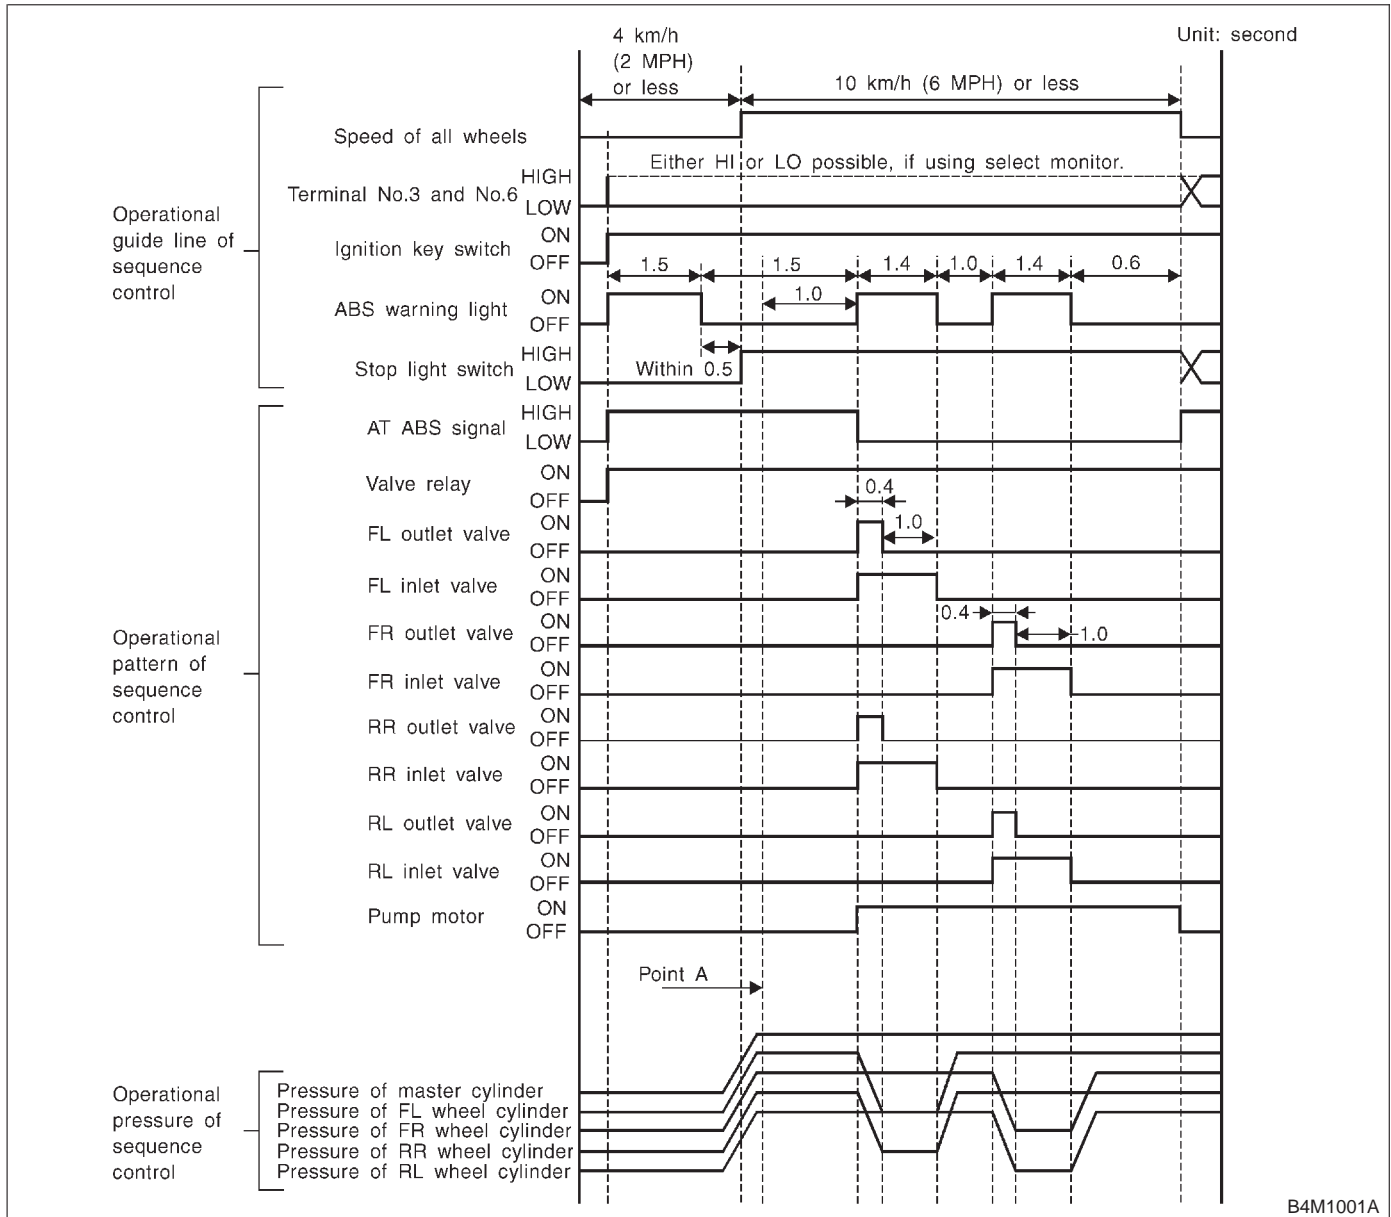 4 km/h
(2 MPH)
or less
Unit: second
10 km/h (6 MPH) or less
Speed of all wheels
Either HI or LO possible, if using select monitor.
Terminal No.3 and No.6
HIGH
LOW
Operational
guide line of
sequence
control
Ignition key switch
ON
OFF
1.5
1.5
1.4
1.0
1.4
0.6
ABS warning light
ON
OFF
1.0
Stop light switch
HIGH
LOW
Within 0.5
AT ABS signal
HIGH
LOW
Valve relay
ON
OFF
0.4
FL outlet valve
ON
OFF
1.0
FL inlet valve
ON
OFF
0.4
FR outlet valve
ON
OFF
1.0
Operational
pattern of
sequence
control
FR inlet valve
ON
OFF
RR outlet valve
ON
OFF
RR inlet valve
ON
OFF
RL outlet valve
ON
OFF
RL inlet valve
ON
OFF
Pump motor
ON
OFF
Point A
Operational
pressure of
sequence
control
Pressure of master cylinder
Pressure of FL wheel cylinder
Pressure of FR wheel cylinder
Pressure of RR wheel cylinder
Pressure of RL wheel cylinder
B4M1001A